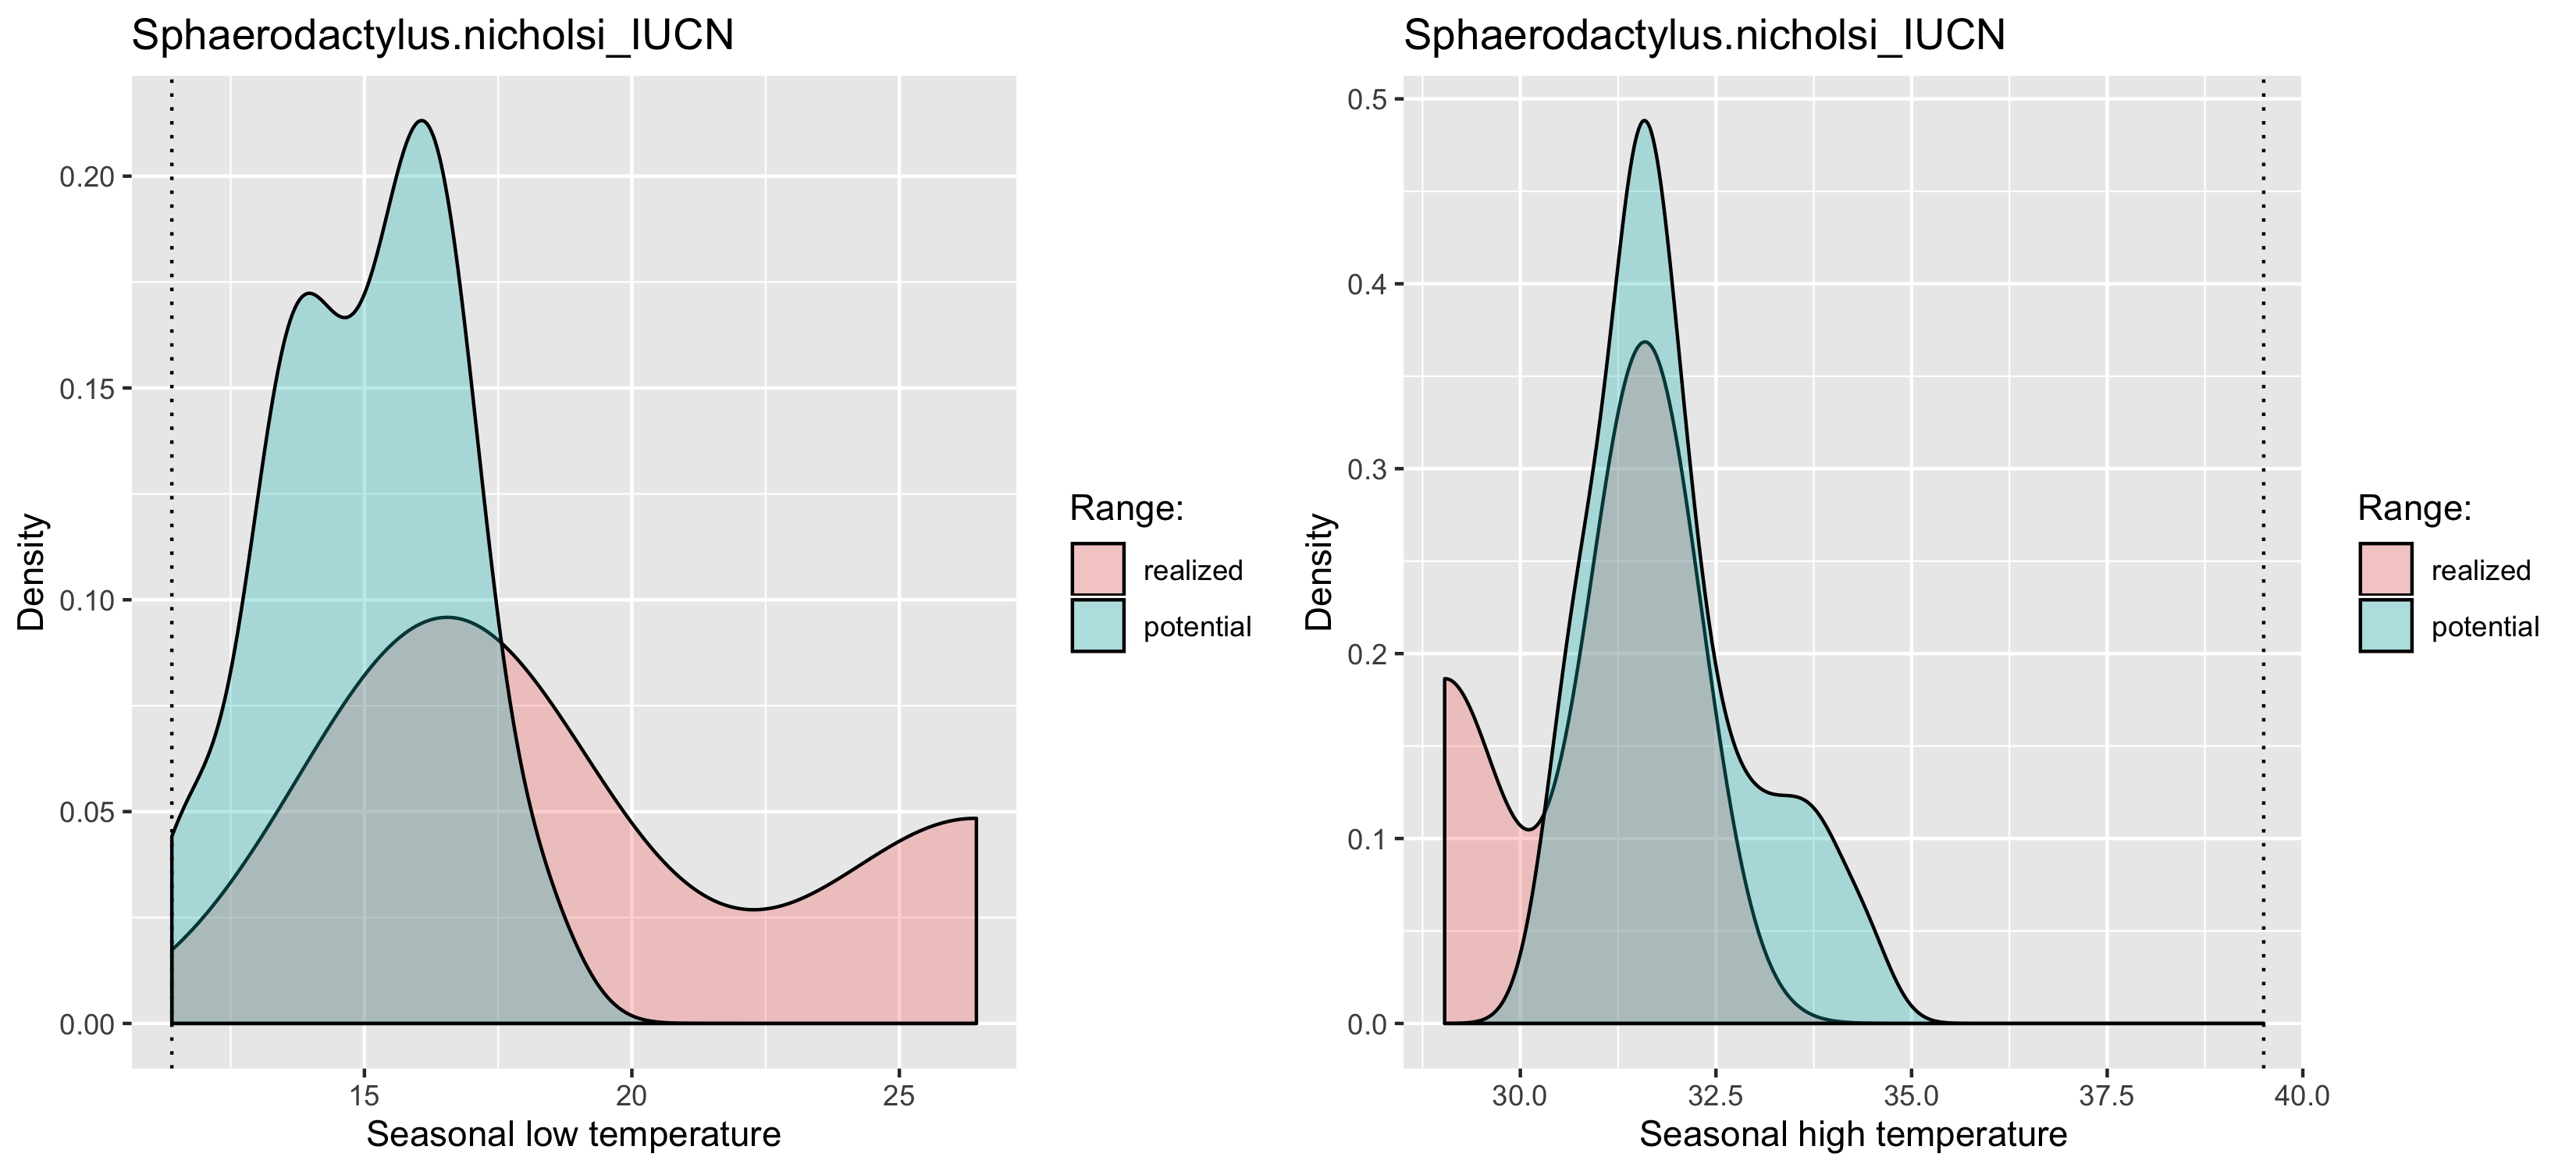 Sphaerodactylus.nicholsi_IUCN
0.20
0.15
0.10
0.05
0.00
Density
15
20
25
Seasonal low temperature
Range:
realized
potential
Sphaerodactylus.nicholsi_IUCN
0.5
0.4
0.3
0.2
0.1
0.0
Density
30.0
32.5
35.0
37.5
40.0
Seasonal high temperature
Range:
realized
potential